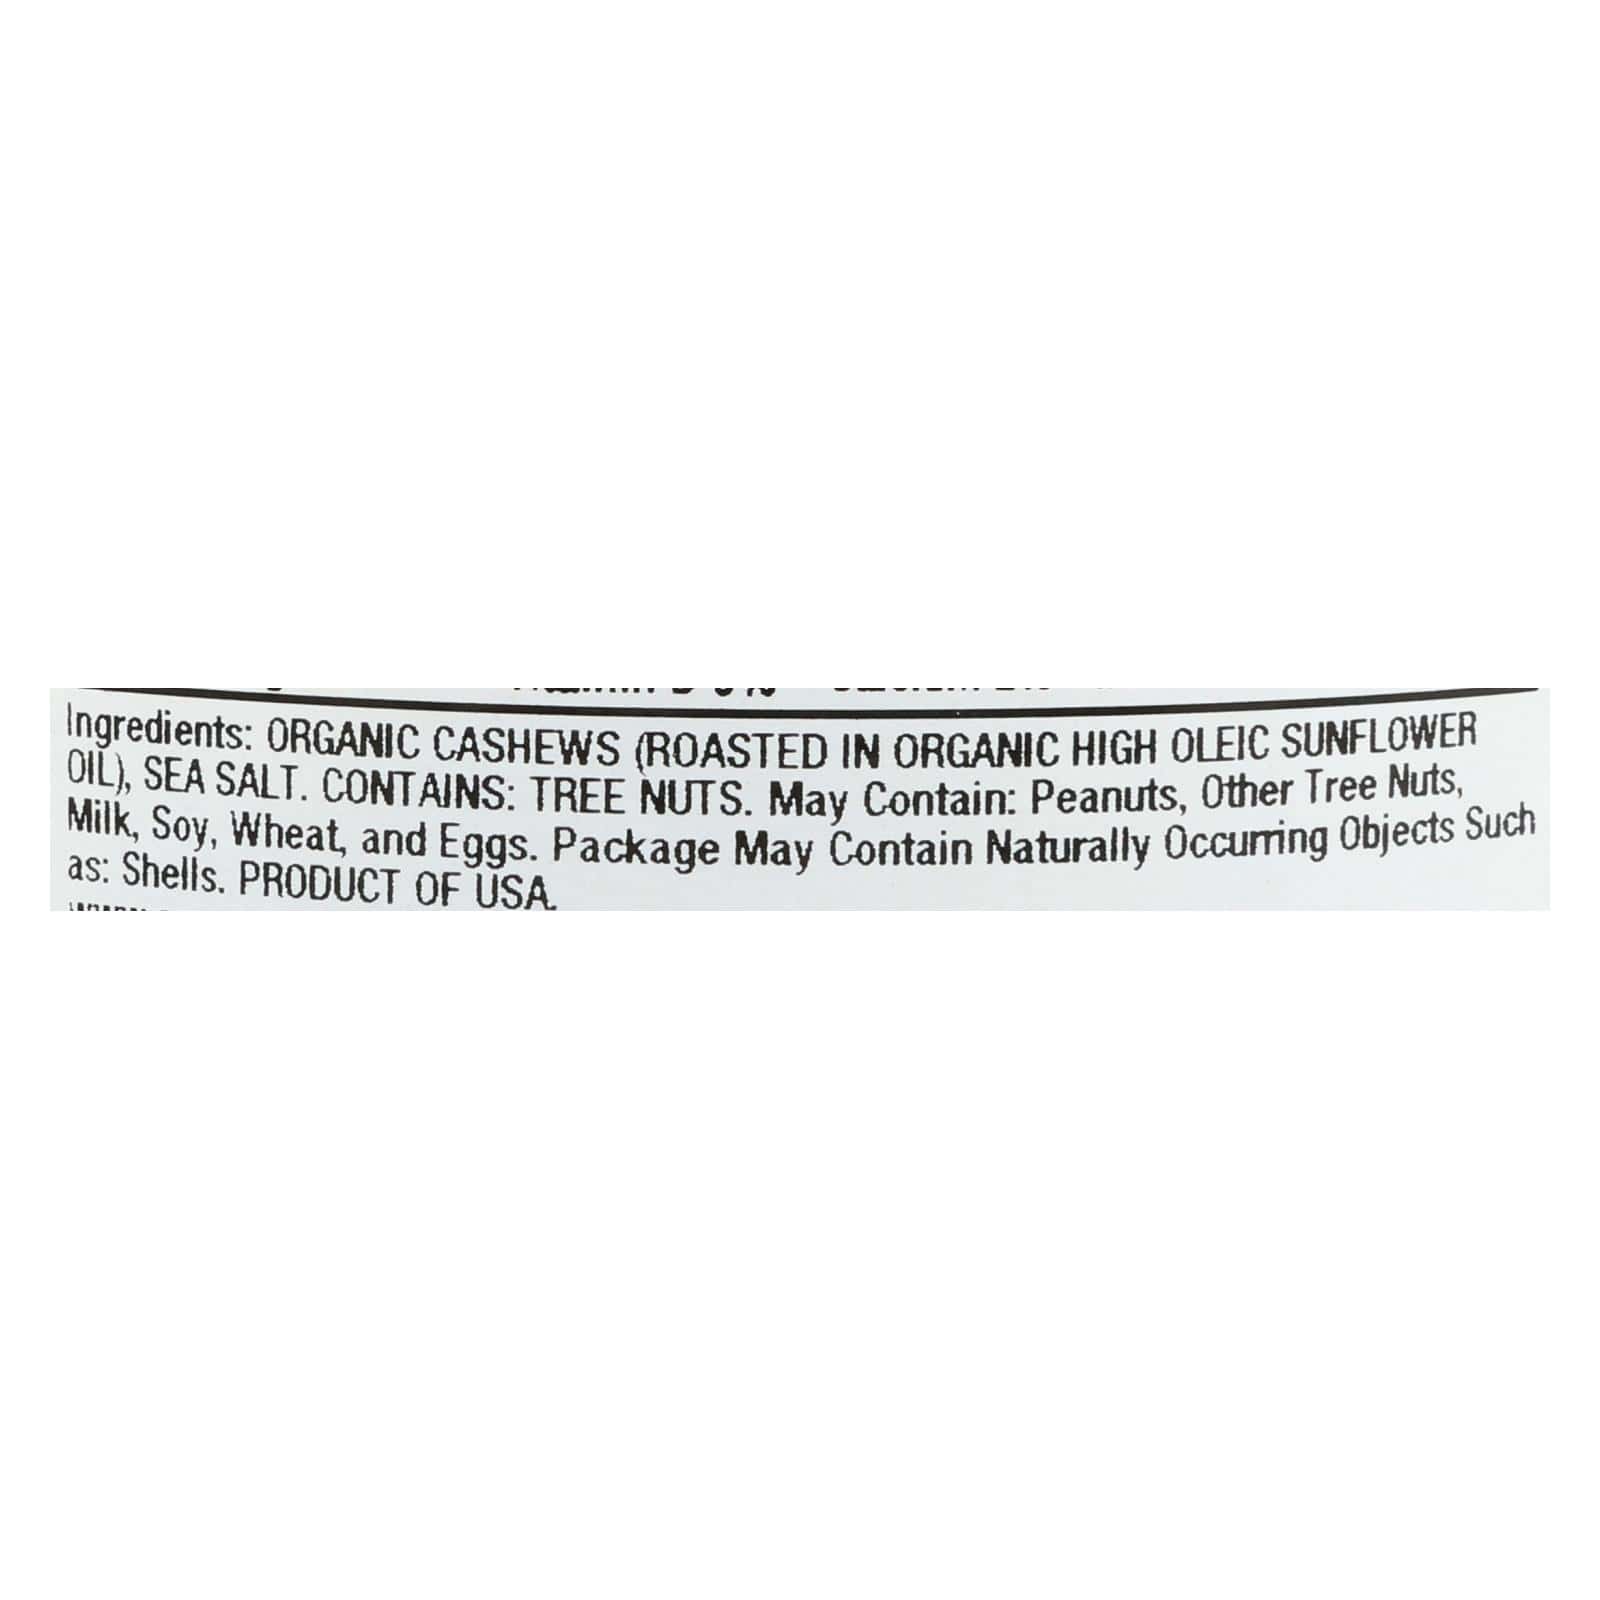 Ingredients: ORGANIC CASHEWS (ROASTED IN ORGANIC HIGH OLEIC SUNFLOWER
OIL), SEA SALT. CONTAINS: TREE NUTS. May Contain: Peanuts, Other Tree Nuts,
Milk, Soy, Wheat, and Eggs. Package May Contain Naturally Occurring Objects Such
as: Shells. PRODUCT OF USA.